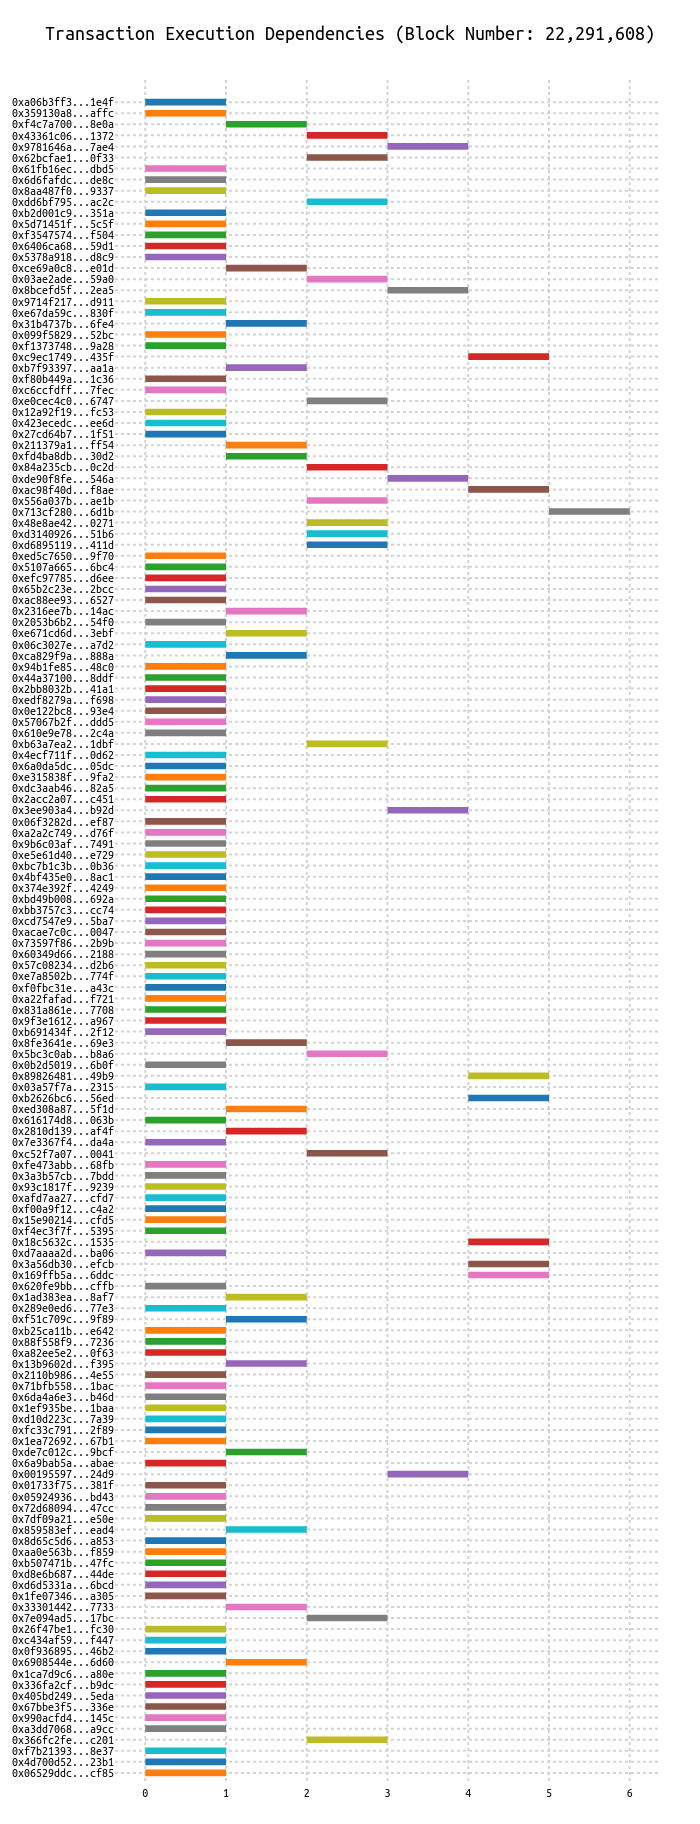 Transaction Execution Dependencies (Block Number: 22,291,608)
0xa06b3ff3...1e4f
0x359130a8...affc
0xf4c7a700...8e0a
0x43361c06...1372
0x9781646a...7ae4
0x62bcfae1...0f33
0x61fb16ec...dbd5
0x6d6fafdc...de8c
0x8aa487f0...9337
0xdd6bf795...ac2c
0xb2d001c9...351a
0x5d71451f...5c5f
0xf3547574...f504
0x6406ca68...59d1
0x5378a918...d8c9
0xce69a0c8...e01d
0x03ae2ade...59a0
0x8bcefd5f...2ea5
0x9714f217...d911
0xe67da59c...830f
0x31b4737b...6fe4
0x099f5829...52bc
0xf1373748...9a28
0xc9ec1749...435f
0xb7f93397...aa1a
0xf80b449a...1c36
0xc6ccfdff...7fec
0xe0cec4c0...6747
0x12a92f19...fc53
0x423ecedc...ee6d
0x27cd64b7...1f51
0x211379a1...ff54
0xfd4ba8db...30d2
0x84a235cb...0c2d
0xde90f8fe...546a
0xac98f40d...f8ae
0x556a037b...ae1b
0x713cf280...6d1b
0x48e8ae42...0271
0xd3140926...51b6
0xd6895119...411d
0xed5c7650...9f70
0x5107a665...6bc4
0xefc97785...d6ee
0x65b2c23e...2bcc
0xac88ee93...6527
0x2316ee7b...14ac
0x2053b6b2...54f0
0xe671cd6d...3ebf
0x06c3027e...a7d2
0xca829f9a...888a
0x94b1fe85...48c0
0x44a37100...8ddf
0x2bb8032b...41a1
0xedf8279a...f698
0x0e122bc8...93e4
0x57067b2f...ddd5
0x610e9e78...2c4a
0xb63a7ea2...1dbf
0x4ecf711f...0d62
0x6a0da5dc...05dc
0xe315838f...9fa2
0xdc3aab46...82a5
0x2acc2a07...c451
0x3ee903a4...b92d
0x06f3282d...ef87
0xa2a2c749...d76f
0x9b6c03af...7491
0xe5e61d40...e729
0xbc7b1c3b...0b36
0x4bf435e0...8ac1
0x374e392f...4249
0xbd49b008...692a
0xbb3757c3...cc74
0xcd7547e9...5ba7
0xacae7c0c...0047
0x73597f86...2b9b
0x60349d66...2188
0x57c08234...d2b6
0xe7a8502b...774f
0xf0fbc31e...a43c
0xa22fafad...f721
0x831a861e...7708
0x9f3e1612...a967
0xb691434f...2f12
0x8fe3641e...69e3
0x5bc3c0ab...b8a6
0x0b2d5019...6b0f
0x89826481...49b9
0x03a57f7a...2315
0xb2626bc6...56ed
0xed308a87...5f1d
0x616174d8...063b
0x2810d139...af4f
0x7e3367f4...da4a
0xc52f7a07...0041
0xfe473abb...68fb
0x3a3b57cb...7bdd
0x93c1817f...9239
0xafd7aa27...cfd7
0xf00a9f12...c4a2
0x15e90214...cfd5
0xf4ec3f7f...5395
0x18c5632c...1535
0xd7aaaa2d...ba06
0x3a56db30...efcb
0x169ffb5a...6ddc
0x620fe9bb...cffb
0x1ad383ea...8af7
0x289e0ed6...77e3
0xf51c709c...9f89
0xb25ca11b...e642
0x88f558f9...7236
0xa82ee5e2...0f63
0x13b9602d...f395
0x2110b986...4e55
0x71bfb558...1bac
0x6da4a6e3...b46d
0x1ef935be...1baa
0xd10d223c...7a39
0xfc33c791...2f89
0x1ea72692...67b1
0xde7c012c...9bcf
0x6a9bab5a...abae
0x00195597...24d9
0x01733f75...381f
0x05924936...bd43
0x72d68094...47cc
0x7df09a21...e50e
0x859583ef...ead4
0x8d65c5d6...a853
0xaa0e563b...f859
0xb507471b...47fc
0xd8e6b687...44de
0xd6d5331a...6bcd
0x1fe07346...a305
0x33301442...7733
0x7e094ad5...17bc
0x26f47be1...fc30
0xc434af59...f447
0x0f936895...46b2
0x6908544e...6d60
0x1ca7d9c6...a80e
0x336fa2cf...b9dc
0x405bd249...5eda
0x67bbe3f5...336e
0x990acfd4...145c
0xa3dd7068...a9cc
0x366fc2fe...c201
0xf7b21393...8e37
0x4d700d52...23b1
0x06529ddc...cf85
0 1 2 3 4 5 6